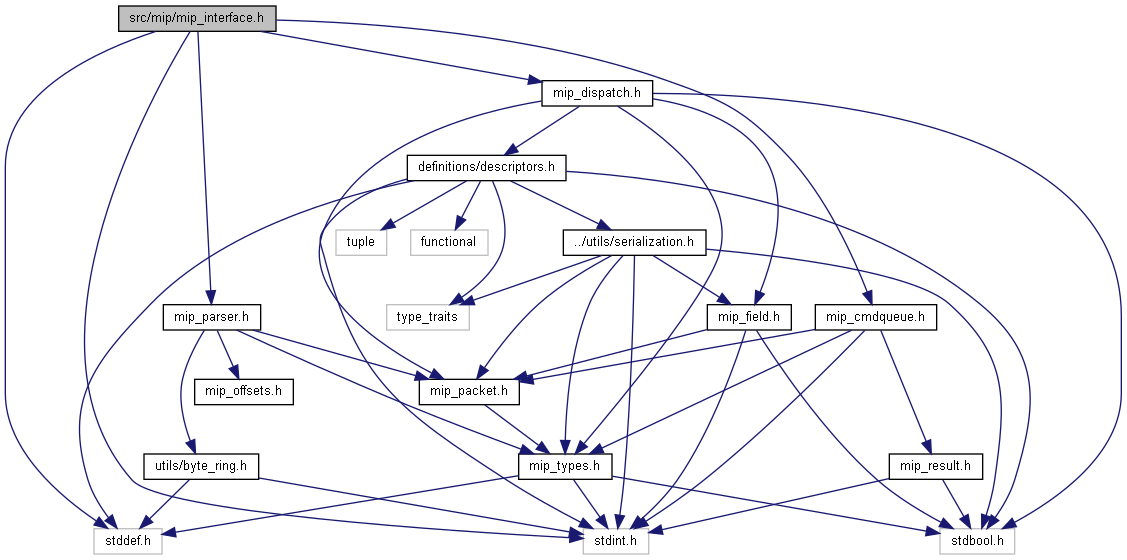 src/mip/mip_interface.h
mip_dispatch.h
definitions/descriptors.h
tuple
functional
../utils/serialization.h
type_traits
mip_parser.h
mip_field.h
mip_cmdqueue.h
mip_offsets.h
mip_packet.h
utils/byte_ring.h
mip_types.h
mip_result.h
stddef.h
stdint.h
stdbool.h